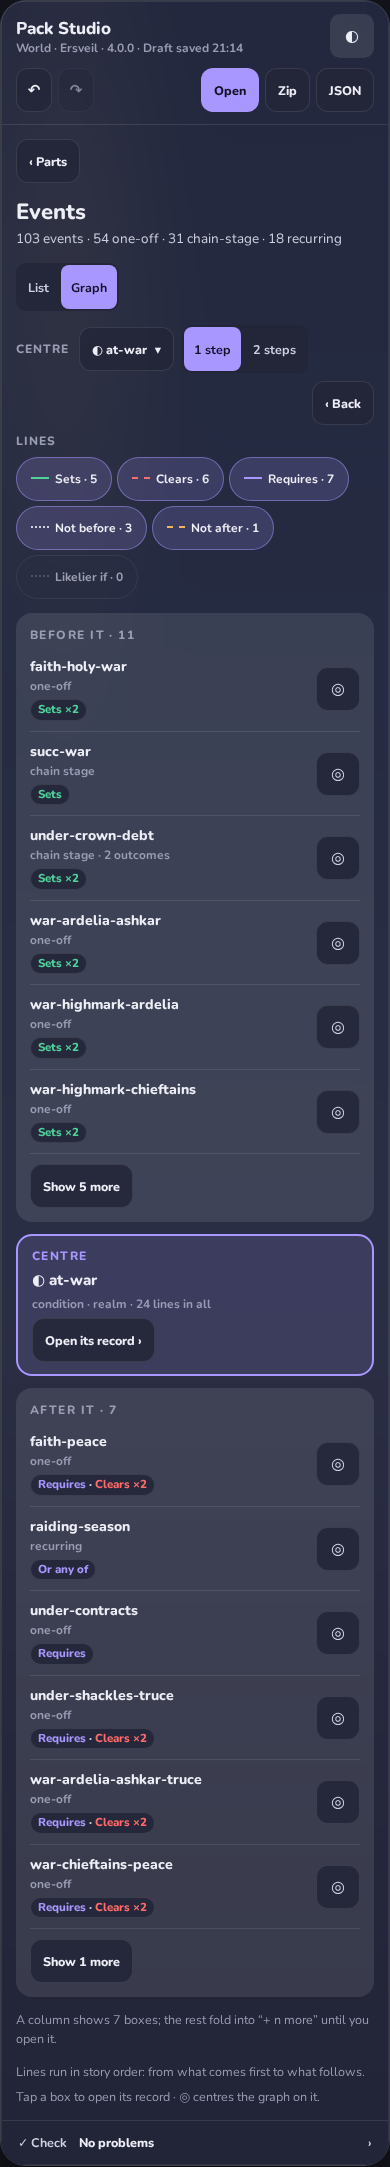 Pack Studio
World · Ersveil · 4.0.0 · Draft saved 21:14
◐
↶ ↷ Open Zip JSON
‹ Parts
Events
103 events · 54 one-off · 31 chain-stage · 18 recurring
List Graph
CENTRE ◐ at-war ▾ 1 step 2 steps
‹ Back
LINES
Sets · 5 Clears · 6 Requires · 7
Not before · 3 Not after · 1
Likelier if · 0
BEFORE IT · 11
faith-holy-war
one-off
Sets ×2
◎
succ-war
chain stage
Sets
◎
under-crown-debt
chain stage · 2 outcomes
Sets ×2
◎
war-ardelia-ashkar
one-off
Sets ×2
◎
war-highmark-ardelia
one-off
Sets ×2
◎
war-highmark-chieftains
one-off
Sets ×2
◎
Show 5 more
CENTRE
◐ at-war
condition · realm · 24 lines in all
Open its record ›
AFTER IT · 7
faith-peace
one-off
Requires · Clears ×2
◎
raiding-season
recurring
Or any of
◎
under-contracts
one-off
Requires
◎
under-shackles-truce
one-off
Requires · Clears ×2
◎
war-ardelia-ashkar-truce
one-off
Requires · Clears ×2
◎
war-chieftains-peace
one-off
Requires · Clears ×2
◎
Show 1 more
A column shows 7 boxes; the rest fold into “+ n more” until you
open it.
Lines run in story order: from what comes first to what follows.
Tap a box to open its record · ◎ centres the graph on it.
✓ Check No problems ›